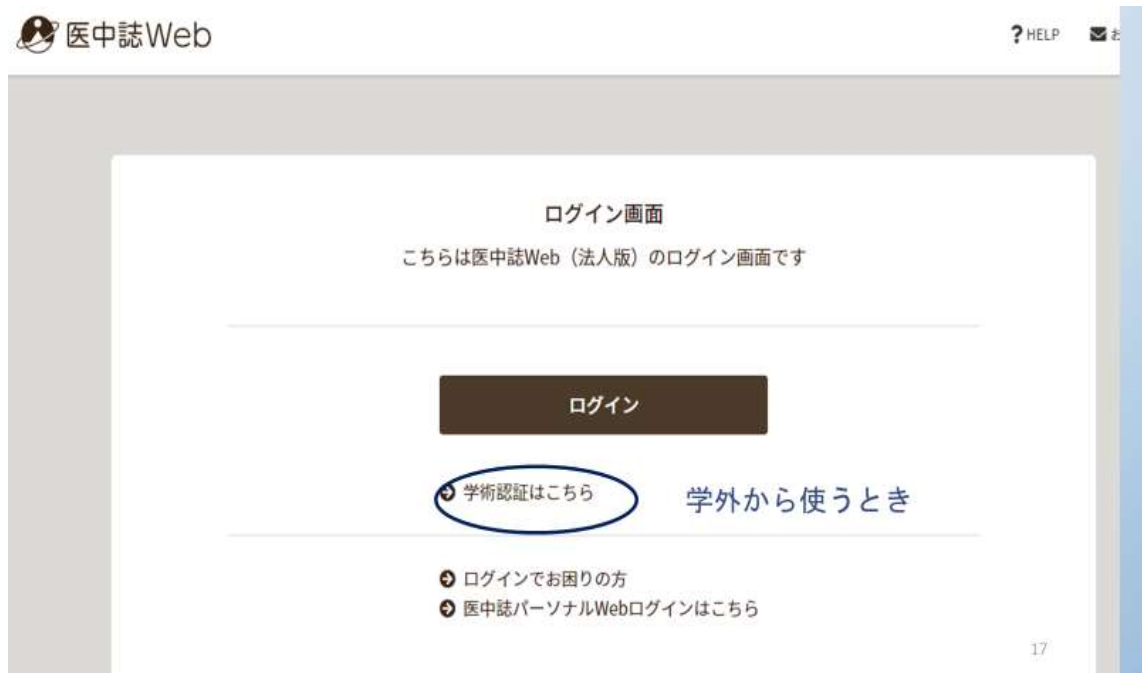 医中誌Web
? HELP
ログイン画面
こちらは医中誌Web（法人版）のログイン画面です
ログイン
学術認証はこちら
学外から使うとき
ログインでお困りの方
医中誌パーソナルWebログインはこちら
17